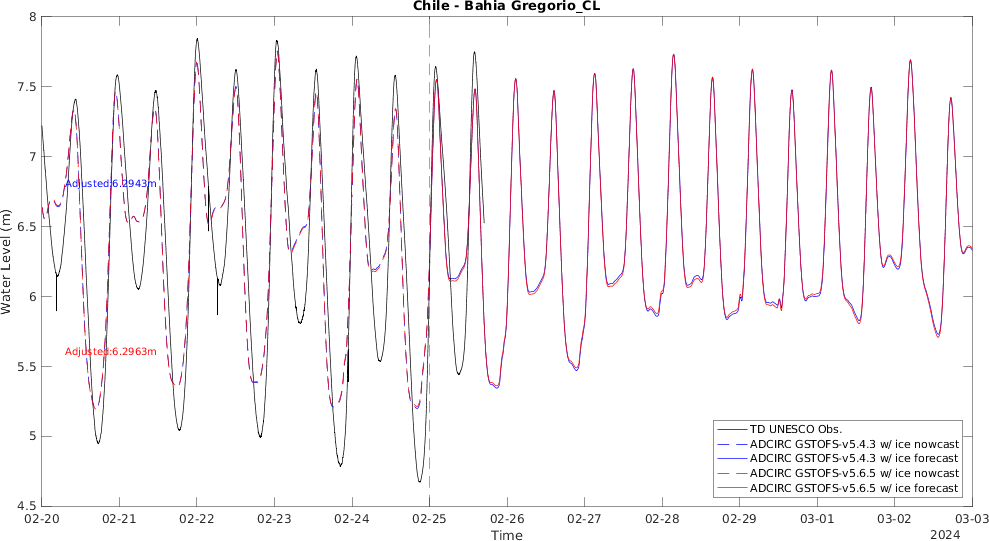 Chile - Bahia Gregorio_CL
Water Level (m)
8
7.5
7
6.5
6
5.5
5
4.5
Adjusted:6.2943m
Adjusted:6.2963m
TD UNESCO Obs.
ADCIRC GSTOFS-v5.4.3 w/ ice nowcast
ADCIRC GSTOFS-v5.4.3 w/ ice forecast
ADCIRC GSTOFS-v5.6.5 w/ ice nowcast
ADCIRC GSTOFS-v5.6.5 w/ ice forecast
02-20 02-21 02-22 02-23 02-24 02-25 02-26 02-27 02-28 02-29 03-01 03-02 03-03
Time
2024